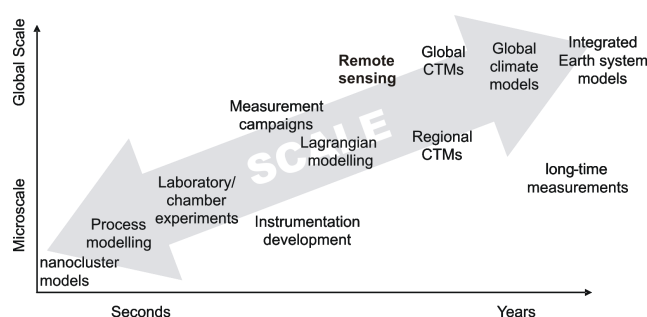 Global Scale
Microscale
Remote
sensing
Global
CTMs
Global
climate
models
Integrated
Earth system
models
Measurement
campaigns
SCALE
Lagrangian
modelling
Regional
CTMs
long-time
measurements
Laboratory/
chamber
experiments
Instrumentation
development
Process
modelling
nanocluster
models
Seconds
Years